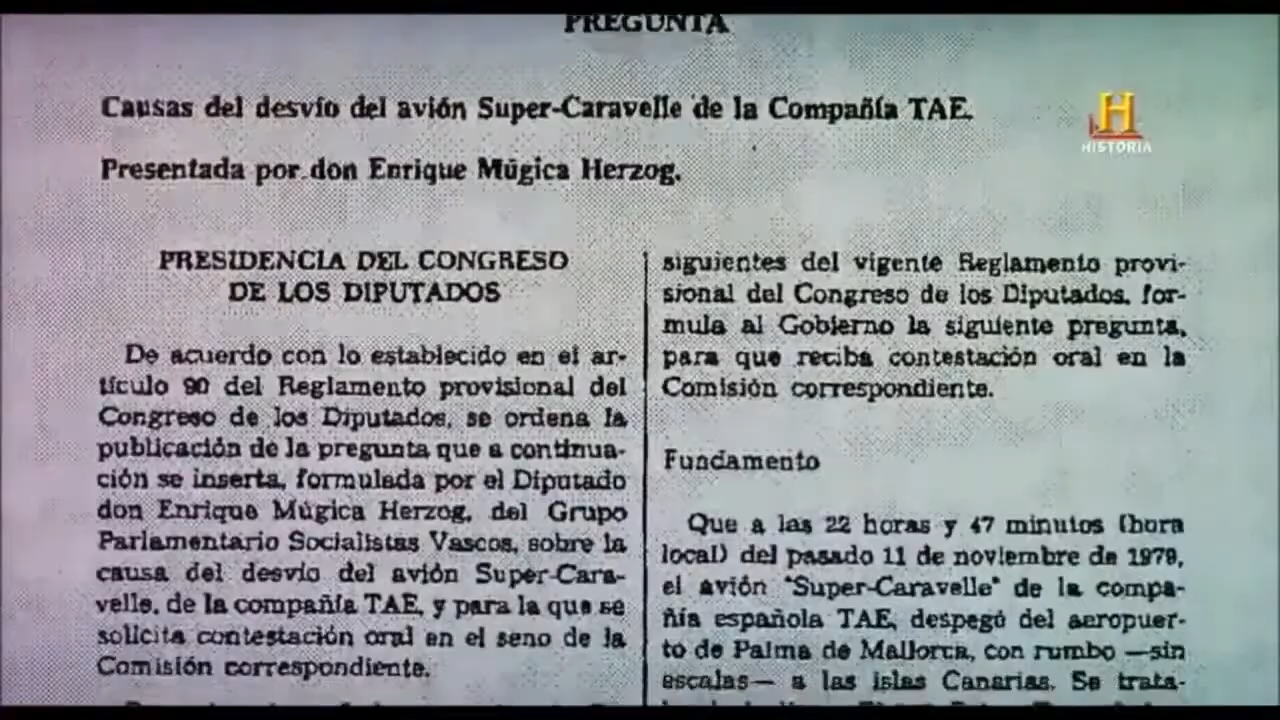 PREGUNTA
Causas del desvío del avión Super-Caravelle de la Compañía TAE.
Presentada por don Enrique Múgica Herzog.
H
HISTORIA
PRESIDENCIA DEL CONGRESO
DE LOS DIPUTADOS
De acuerdo con lo establecido en el ar-
tículo 90 del Reglamento provisional del
Congreso de los Diputados, se ordena la
publicación de la pregunta que a continua-
ción se inserta, formulada por el Diputado
don Enrique Múgica Herzog, del Grupo
Parlamentario Socialistas Vascos, sobre la
causa del desvío del avión Super-Cara-
velle, de la compañía TAE, y para la que se
solicita contestación oral en el seno de la
Comisión correspondiente.
siguientes del vigente Reglamento provi-
sional del Congreso de los Diputados, for-
mula al Gobierno la siguiente pregunta,
para que reciba contestación oral en la
Comisión correspondiente.
Fundamento
Que a las 22 horas y 47 minutos (hora
local) del pasado 11 de noviembre de 1979,
el avión "Super-Caravelle" de la compa-
ñía española TAE, despegó del aeropuer-
to de Palma de Mallorca, con rumbo —sin
escalas— a las islas Canarias. Se trata-